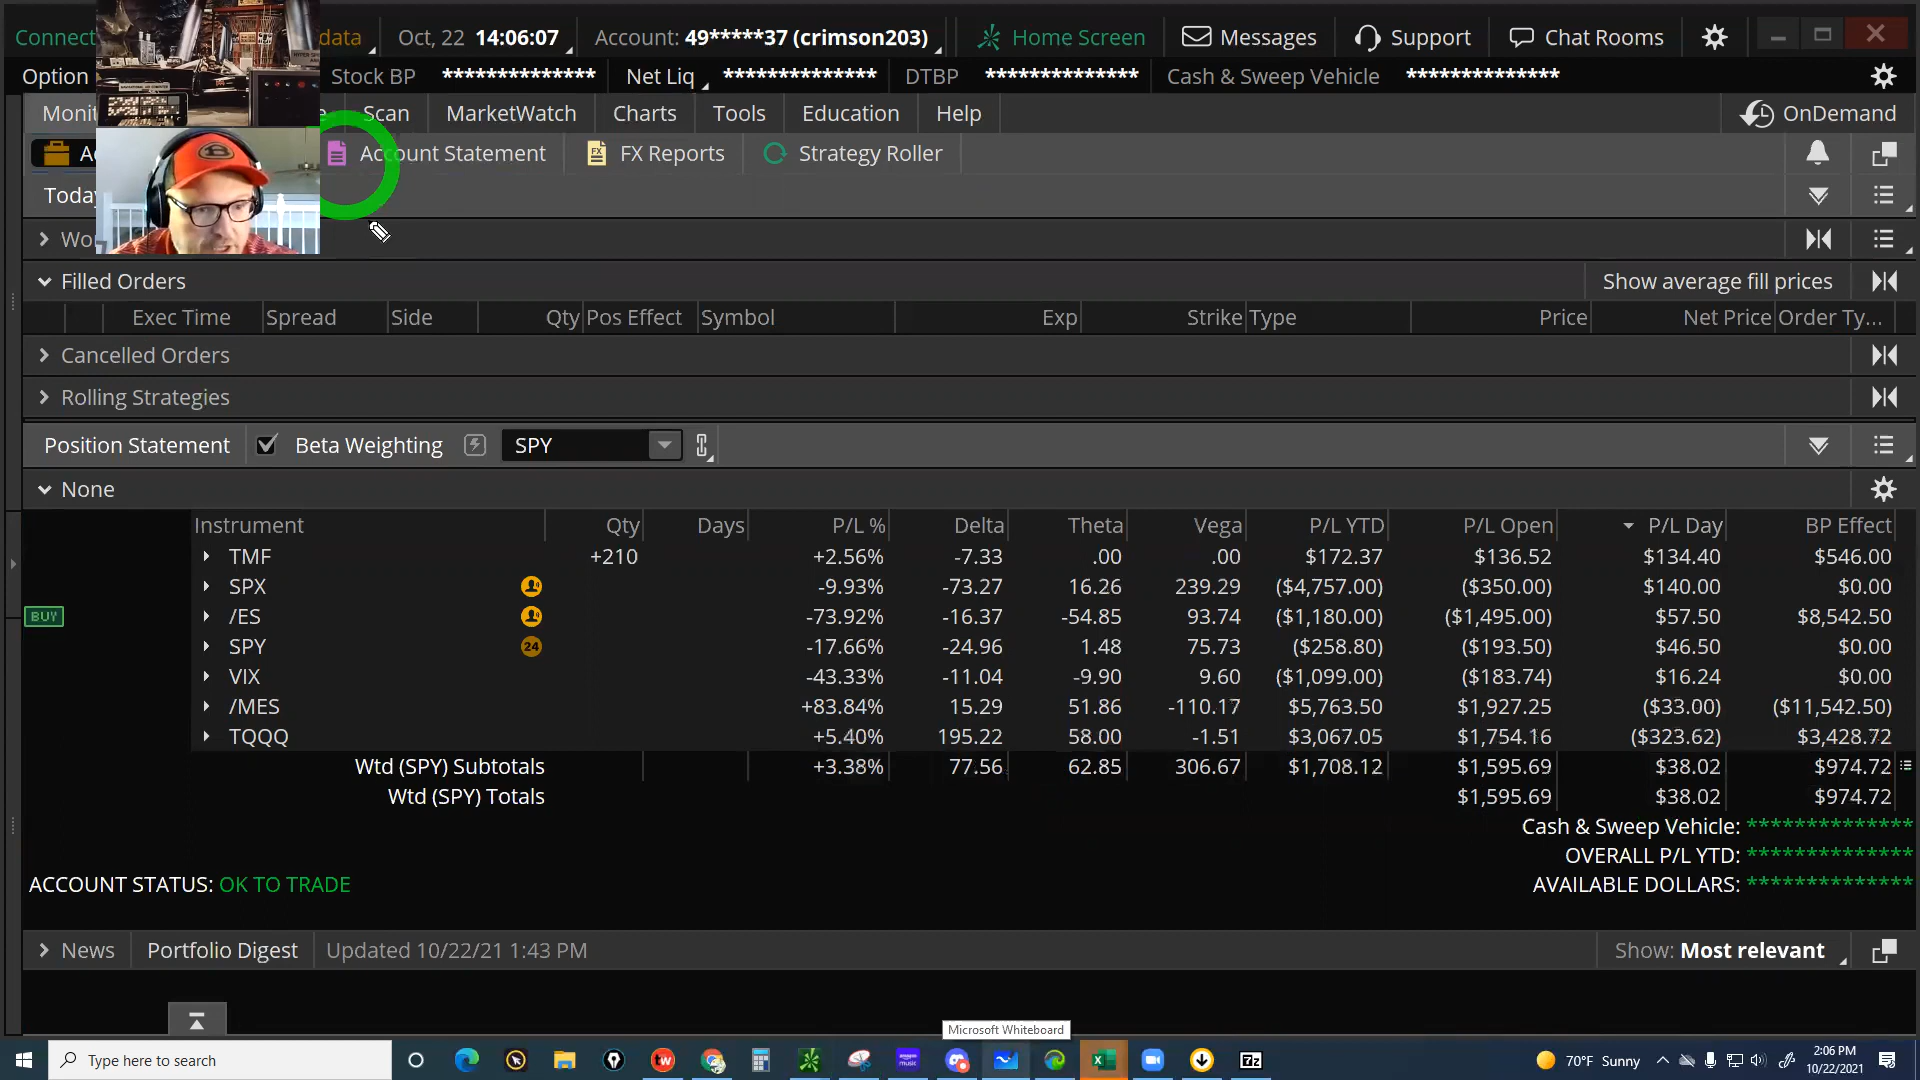 Connect data Oct, 22 14:06:07 Account: 49*****37 (crimson203) Home Screen Messages Support Chat Rooms
Option Stock BP ************** Net Liq ************** DTBP ************** Cash & Sweep Vehicle **************
Monit e Scan MarketWatch Charts Tools Education Help OnDemand
Ac Account Statement FX Reports Strategy Roller
Today
Wor
Filled Orders Show average fill prices
Exec Time Spread Side Qty Pos Effect Symbol Exp Strike Type Price Net Price Order Ty...
Cancelled Orders
Rolling Strategies
Position Statement Beta Weighting SPY
None
Instrument Qty Days P/L % Delta Theta Vega P/L YTD P/L Open P/L Day BP Effect
TMF +210 +2.56% -7.33 .00 .00 $172.37 $136.52 $134.40 $546.00
SPX -9.93% -73.27 16.26 239.29 ($4,757.00) ($350.00) $140.00 $0.00
BUY /ES -73.92% -16.37 -54.85 93.74 ($1,180.00) ($1,495.00) $57.50 $8,542.50
SPY 24 -17.66% -24.96 1.48 75.73 ($258.80) ($193.50) $46.50 $0.00
VIX -43.33% -11.04 -9.90 9.60 ($1,099.00) ($183.74) $16.24 $0.00
/MES +83.84% 15.29 51.86 -110.17 $5,763.50 $1,927.25 ($33.00) ($11,542.50)
TQQQ +5.40% 195.22 58.00 -1.51 $3,067.05 $1,754.16 ($323.62) $3,428.72
Wtd (SPY) Subtotals +3.38% 77.56 62.85 306.67 $1,708.12 $1,595.69 $38.02 $974.72
Wtd (SPY) Totals $1,595.69 $38.02 $974.72
Cash & Sweep Vehicle: **************
OVERALL P/L YTD: **************
ACCOUNT STATUS: OK TO TRADE AVAILABLE DOLLARS: **************
News Portfolio Digest Updated 10/22/21 1:43 PM Show: Most relevant
Microsoft Whiteboard
Type here to search 70°F Sunny 2:06 PM
10/22/2021